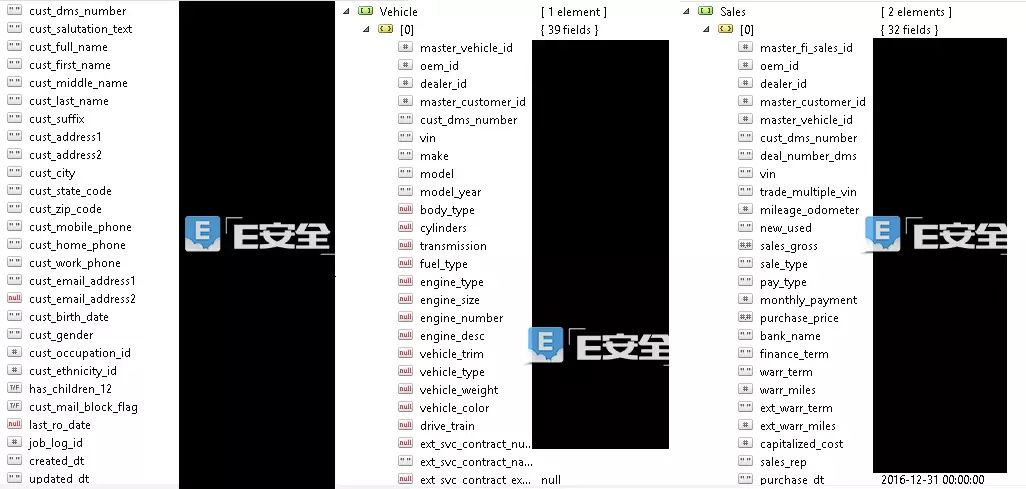 cust_dms_number
cust_salutation_text
cust_full_name
cust_first_name
cust_middle_name
cust_last_name
cust_suffix
cust_address1
cust_address2
cust_city
cust_state_code
cust_zip_code
cust_mobile_phone
cust_home_phone
cust_work_phone
cust_email_address1
null cust_email_address2
cust_birth_date
cust_gender
# cust_occupation_id
# cust_ethnicity_id
T/F has_children_12
T/F cust_mail_block_flag
null last_ro_date
# job_log_id
created_dt
updated_dt
E E安全
Vehicle [ 1 element ]
[0] { 39 fields }
# master_vehicle_id
# oem_id
# dealer_id
# master_customer_id
" " cust_dms_number
" " vin
" " make
" " model
" " model_year
null body_type
null cylinders
null transmission
null fuel_type
null engine_type
null engine_size
null engine_number
null engine_desc
null vehicle_trim
null vehicle_type
null vehicle_weight
null vehicle_color
null drive_train
null ext_svc_contract_nu...
" " ext_svc_contract_na...
null ext_svc_contract_ex... null
E E安全
Sales [ 2 elements ]
[0] { 32 fields }
# master_fi_sales_id
# oem_id
# dealer_id
# master_customer_id
# master_vehicle_id
" " cust_dms_number
" " deal_number_dms
" " vin
" " trade_multiple_vin
# mileage_odometer
" " new_used
#.# sales_gross
" " sale_type
" " pay_type
# monthly_payment
#.# purchase_price
" " bank_name
" " finance_term
" " warr_term
# warr_miles
" " ext_warr_term
# ext_warr_miles
# capitalized_cost
" " sales_rep
" " purchase_dt 2016-12-31 00:00:00
E E安全